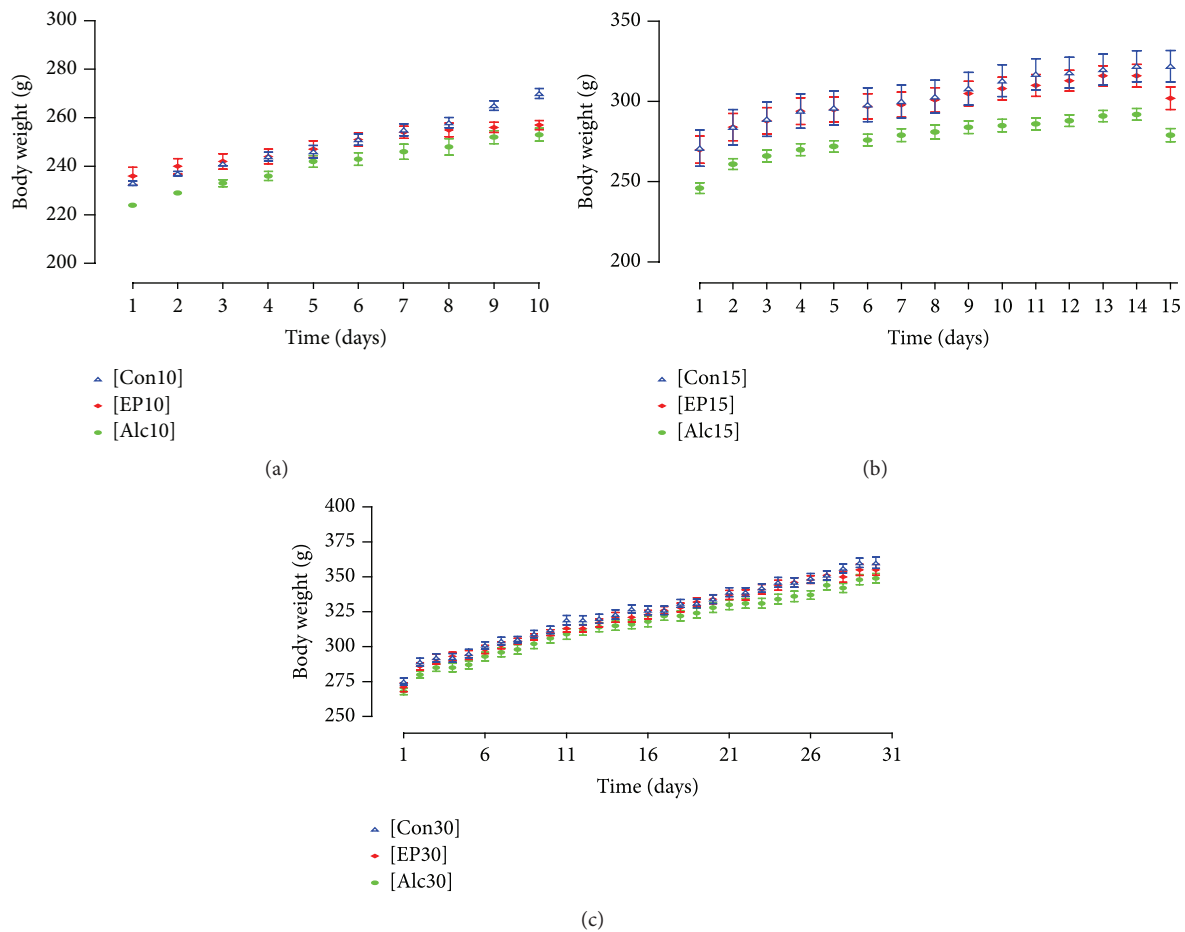 300
280
260
240
220
200
Body weight (g)
1 2 3 4 5 6 7 8 9 10
Time (days)
[Con10]
[EP10]
[Alc10]
(a)
350
300
250
200
Body weight (g)
1 2 3 4 5 6 7 8 9 10 11 12 13 14 15
Time (days)
[Con15]
[EP15]
[Alc15]
(b)
400
375
350
325
300
275
250
Body weight (g)
1 6 11 16 21 26 31
Time (days)
[Con30]
[EP30]
[Alc30]
(c)